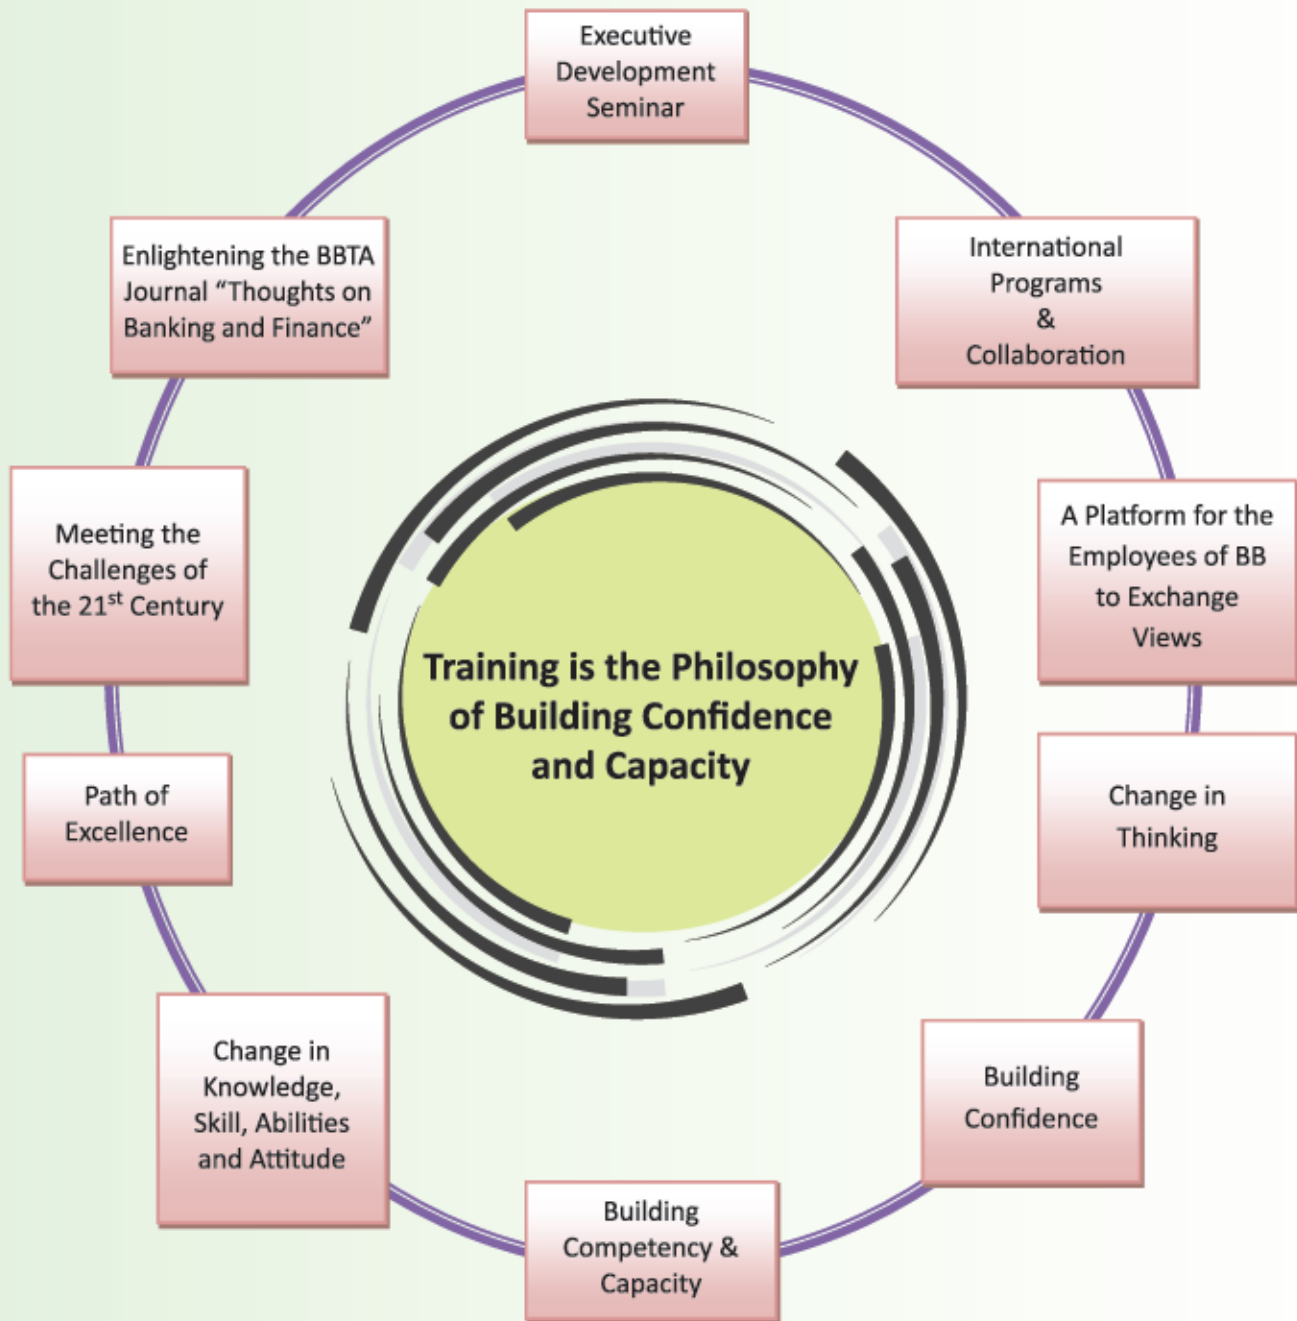 Executive
Development
Seminar
International
Programs
&
Collaboration
A Platform for the
Employees of BB
to Exchange
Views
Change in
Thinking
Building
Confidence
Building
Competency &
Capacity
Change in
Knowledge,
Skill, Abilities
and Attitude
Path of
Excellence
Meeting the
Challenges of
the 21st Century
Enlightening the BBTA
Journal “Thoughts on
Banking and Finance”
Training is the Philosophy
of Building Confidence
and Capacity